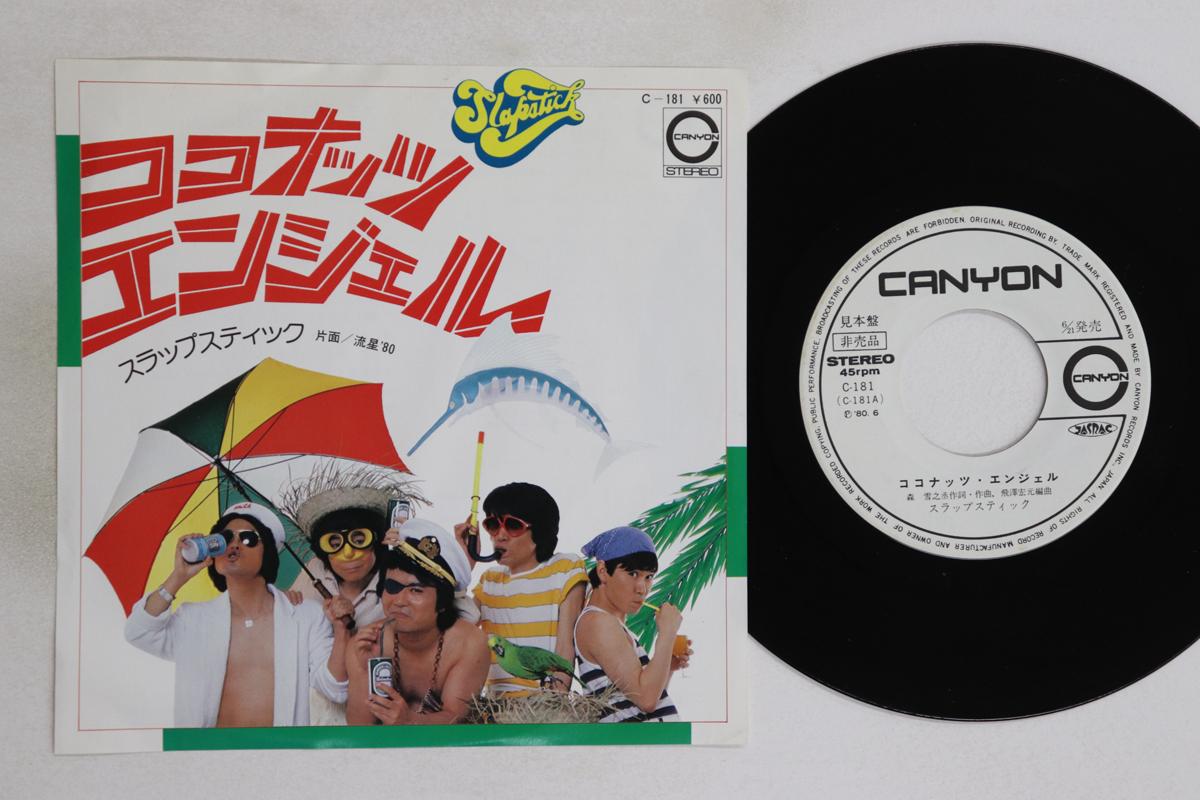 Slapstick
C-181 ¥600
CANYON
STEREO
ココナッツ
エンジェル
スラップスティック 片面/流星'80
CANYON
見本盤
非売品
STEREO
45rpm
C-181
(C-181A)
℗ '80. 6
6/21発売
CANYON
JASRAC
ココナッツ・エンジェル
森 雪之丞作詞・作曲、飛澤宏元編曲
スラップスティック
ALL RIGHTS OF RECORD MANUFACTURER AND OWNER OF THE WORK RECORDED COPYING, PUBLIC PERFORMANCE, BROADCASTING OF THESE RECORDS ARE FORBIDDEN. ORIGINAL RECORDING BY, TRADE MARK REGISTERED AND MADE BY CANYON RECORDS INC, JAPAN